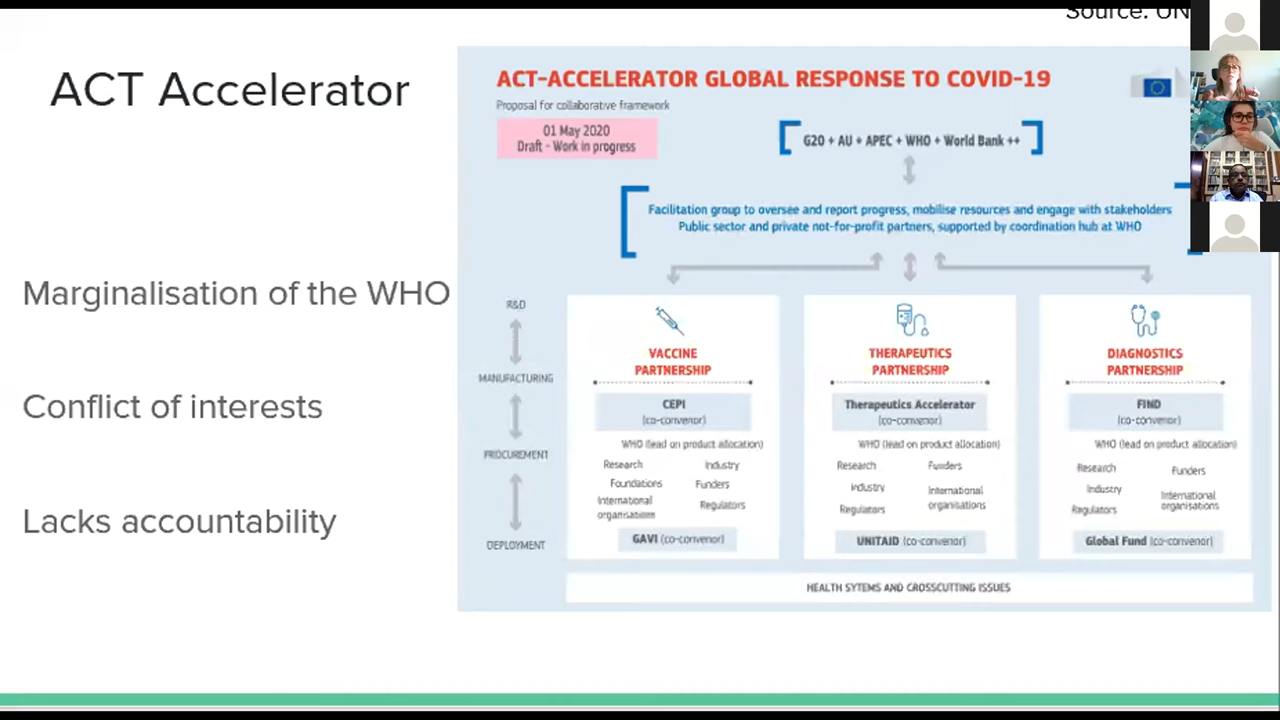 Source: UN
ACT Accelerator
Marginalisation of the WHO
Conflict of interests
Lacks accountability
ACT-ACCELERATOR GLOBAL RESPONSE TO COVID-19
Proposal for collaborative framework
01 May 2020
Draft - Work in progress
G20 + AU + APEC + WHO + World Bank ++
Facilitation group to oversee and report progress, mobilise resources and engage with stakeholders
Public sector and private not-for-profit partners, supported by coordination hub at WHO
R&D
MANUFACTURING
PROCUREMENT
DEPLOYMENT
VACCINE
PARTNERSHIP
CEPI
(co-convenor)
WHO (lead on product allocation)
Research Industry
Foundations Funders
International
organisations
Regulators
GAVI (co-convenor)
THERAPEUTICS
PARTNERSHIP
Therapeutics Accelerator
(co-convenor)
WHO (lead on product allocation)
Research Funders
Industry
International
organisations
Regulators
UNITAID (co-convenor)
DIAGNOSTICS
PARTNERSHIP
FIND
(co-convenor)
WHO (lead on product allocation)
Research Funders
Industry
International
organisations
Regulators
Global Fund (co-convenor)
HEALTH SYTEMS AND CROSSCUTTING ISSUES